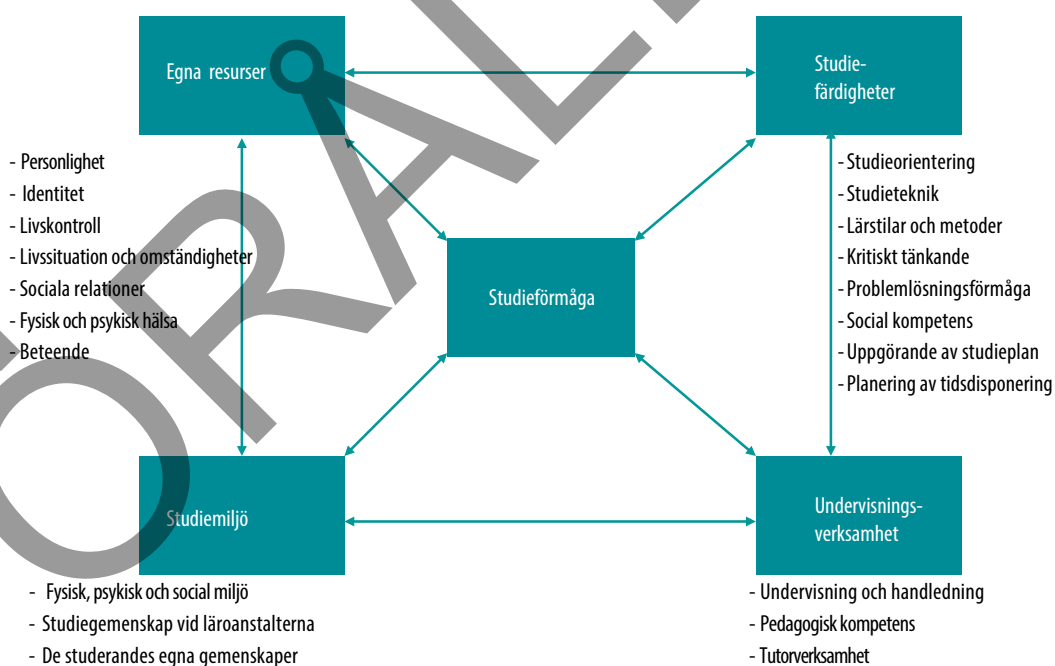 Egna resurser
Studie-
färdigheter
- Personlighet
- Identitet
- Livskontroll
- Livssituation och omständigheter
- Sociala relationer
- Fysisk och psykisk hälsa
- Beteende
- Studieorientering
- Studieteknik
- Lärstilar och metoder
- Kritiskt tänkande
- Problemlösningsförmåga
- Social kompetens
- Uppgörande av studieplan
- Planering av tidsdisponering
Studieförmåga
Studiemiljö
Undervisnings-
verksamhet
- Fysisk, psykisk och social miljö
- Studiegemenskap vid läroanstalterna
- De studerandes egna gemenskaper
- Undervisning och handledning
- Pedagogisk kompetens
- Tutorverksamhet